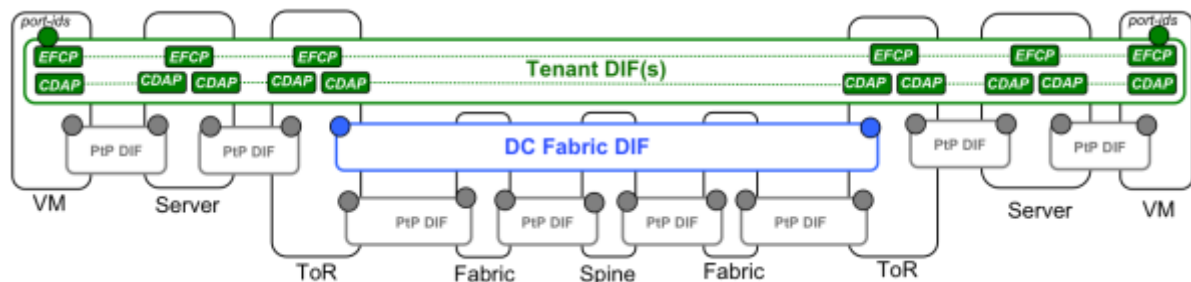 port-ids port-ids
EFCP EFCP EFCP EFCP EFCP EFCP
Tenant DIF(s)
CDAP CDAP CDAP CDAP CDAP CDAP CDAP CDAP CDAP CDAP
PtP DIF PtP DIF DC Fabric DIF PtP DIF PtP DIF
VM Server Server VM
PtP DIF PtP DIF PtP DIF PtP DIF
ToR Fabric Spine Fabric ToR